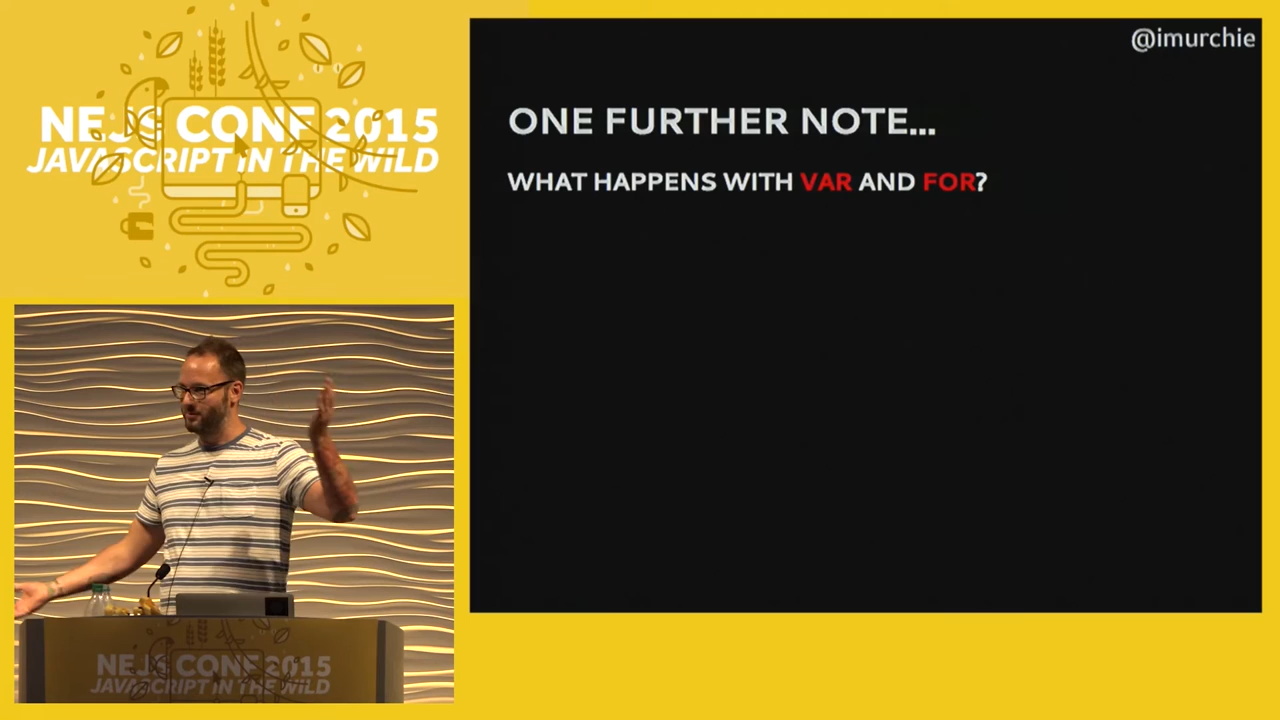 NEJS CONF 2015
JAVASCRIPT IN THE WILD
@imurchie
ONE FURTHER NOTE...
WHAT HAPPENS WITH VAR AND FOR?
NEJS CONF 2015
JAVASCRIPT IN THE WILD